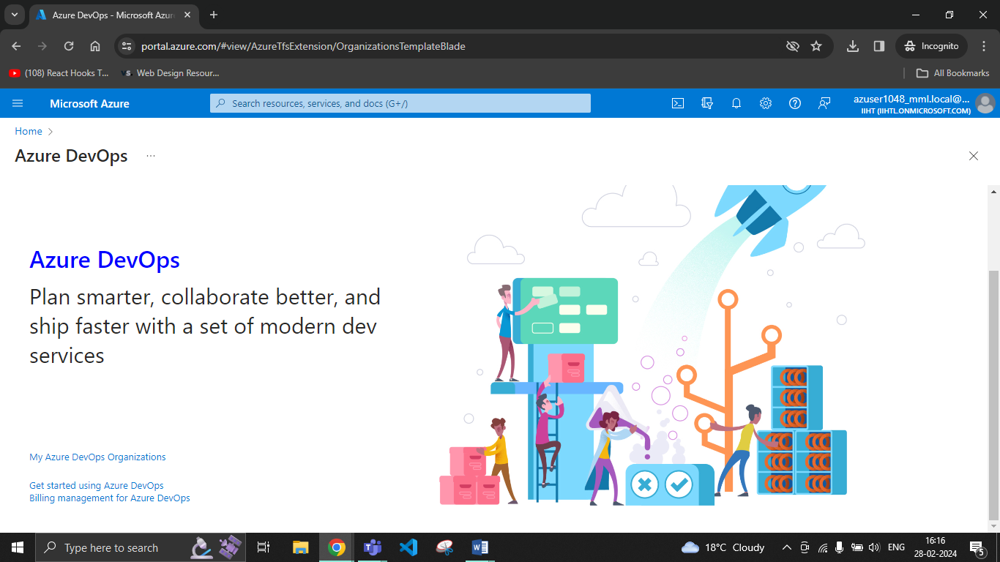 Azure DevOps - Microsoft Azur
portal.azure.com/#view/AzureTfsExtension/OrganizationsTemplateBlade
Incognito
(108) React Hooks T...
VS
Web Design Resour...
All Bookmarks
Microsoft Azure
Search resources, services, and docs (G+/)
azuser1048_mml.local@...
IIHT (IIHTL.ONMICROSOFT.COM)
Home
Azure DevOps
...
Azure DevOps
Plan smarter, collaborate better, and
ship faster with a set of modern dev
services
My Azure DevOps Organizations
Get started using Azure DevOps
Billing management for Azure DevOps
Type here to search
18°C Cloudy
ENG
16:16
28-02-2024
5